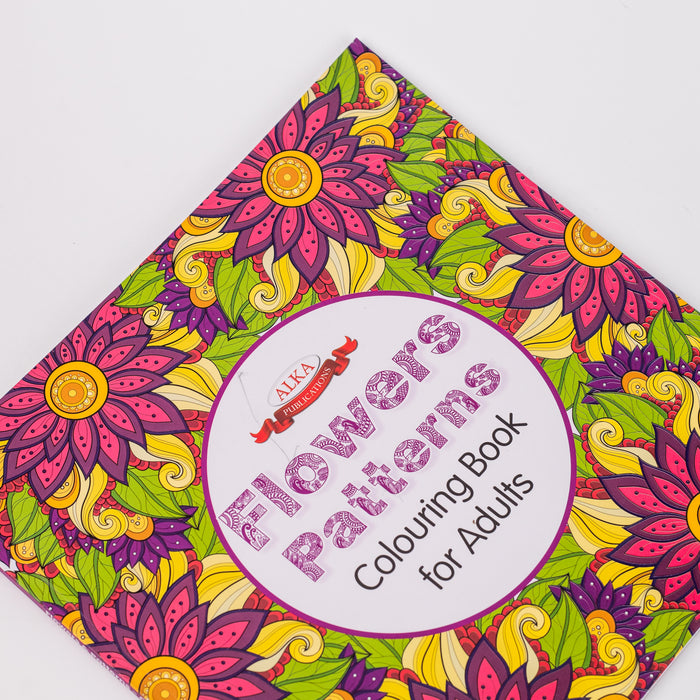 ALKA
PUBLICATIONS
Flowers
Patterns
Colouring Book
for Adults